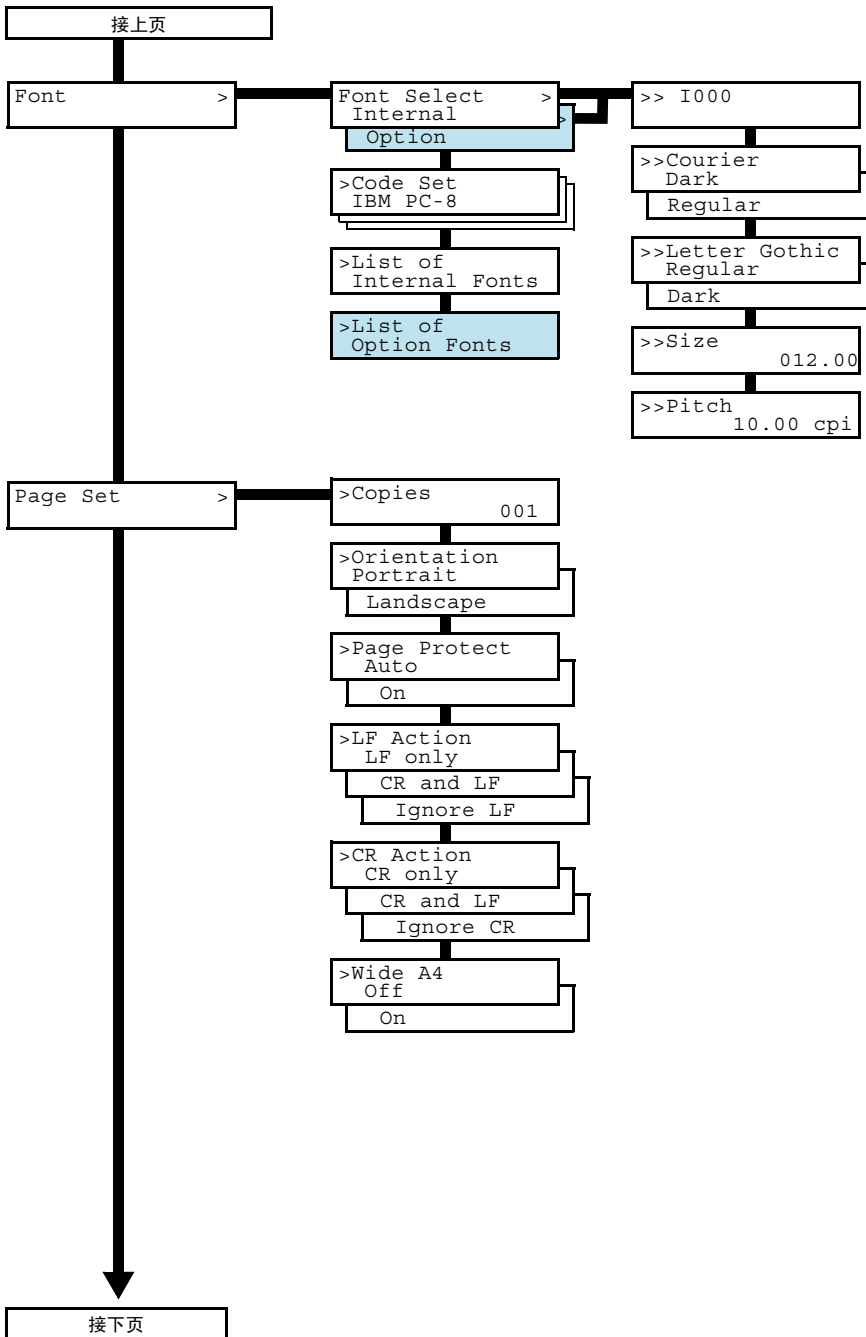 接上页
Font >
Font Select >
Internal
>
Option
>Code Set
IBM PC-8
>List of
Internal Fonts
>List of
Option Fonts
>> I000
>>Courier
Dark
Regular
>>Letter Gothic
Regular
Dark
>>Size
012.00
>>Pitch
10.00 cpi
Page Set >
>Copies
001
>Orientation
Portrait
Landscape
>Page Protect
Auto
On
>LF Action
LF only
CR and LF
Ignore LF
>CR Action
CR only
CR and LF
Ignore CR
>Wide A4
Off
On
接下页